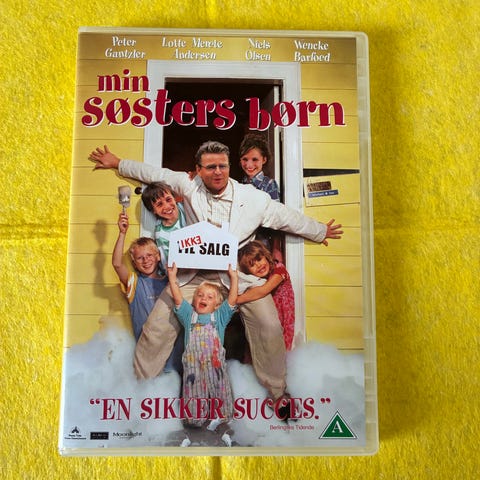 Peter Lotte Merete Niels Wencke
Gantzler Andersen Olsen Barfoed
min
søsters børn
IKKE
TIL SALG
"EN SIKKER SUCCES."
Berlingske Tidende
A
Moonlight